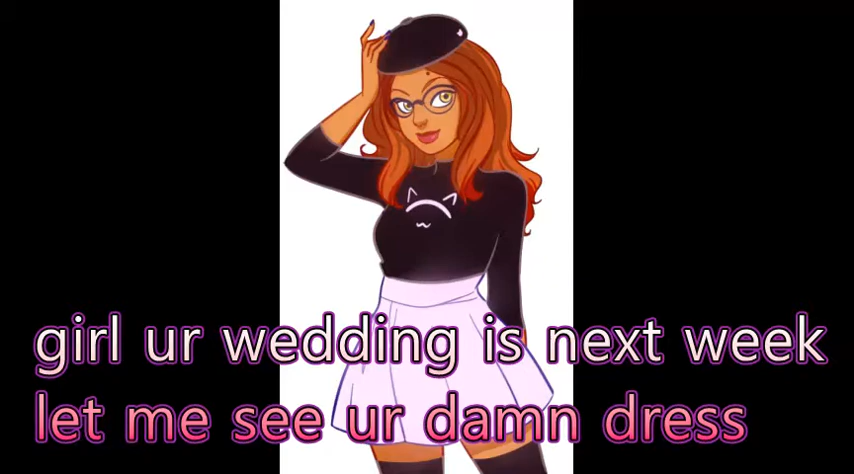 girl ur wedding is next week
let me see ur damn dress